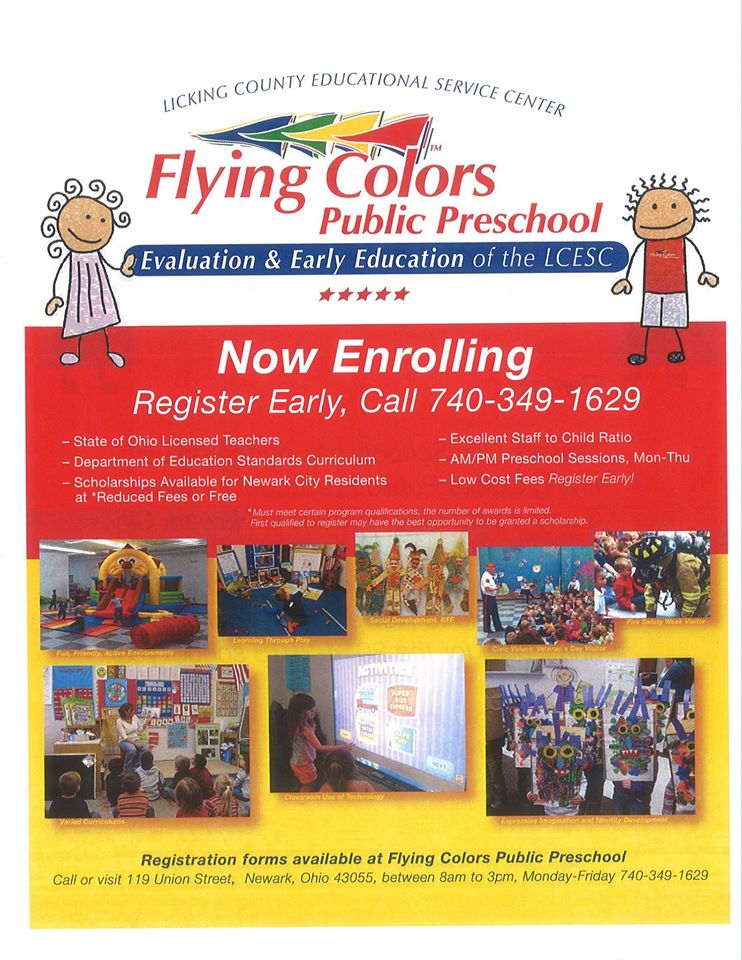 LICKING COUNTY EDUCATIONAL SERVICE CENTER
Flying Colors™
Public Preschool
Evaluation & Early Education of the LCESC
Flying Colors
Now Enrolling
Register Early, Call 740-349-1629
– State of Ohio Licensed Teachers
– Department of Education Standards Curriculum
– Scholarships Available for Newark City Residents
at *Reduced Fees or Free
– Excellent Staff to Child Ratio
– AM/PM Preschool Sessions, Mon-Thu
– Low Cost Fees Register Early!
*Must meet certain program qualifications, the number of awards is limited.
First qualified to register may have the best opportunity to be granted a scholarship.
Fun, Friendly, Active Environments
Learning Through Play
Social Development, BFF
Civic Values: Veteran's Day Visitor
Fire Safety Week Visitor
ACTIVITIES
SUPER-
SIZE
EXPRESS
NEXT
Varied Curriculums
Classroom Use of Technology
Expressive Imagination and Identity Development
Registration forms available at Flying Colors Public Preschool
Call or visit 119 Union Street, Newark, Ohio 43055, between 8am to 3pm, Monday-Friday 740-349-1629